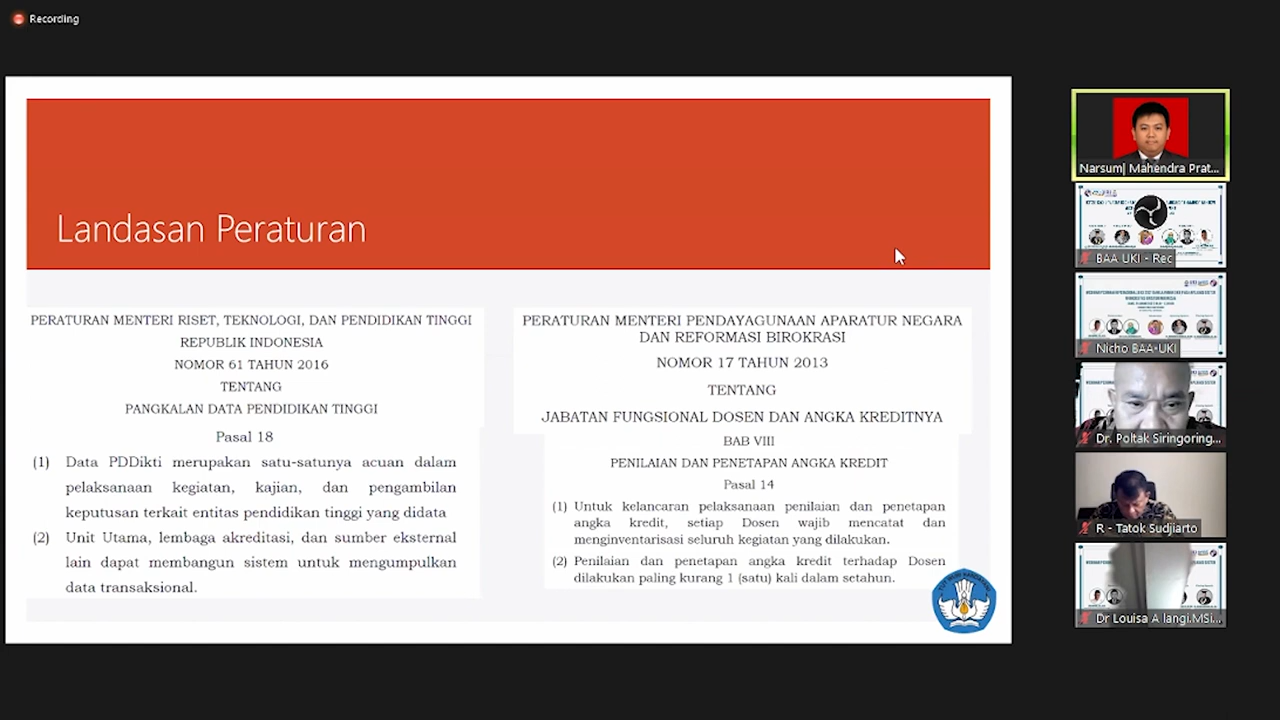 Recording
Landasan Peraturan
PERATURAN MENTERI RISET, TEKNOLOGI, DAN PENDIDIKAN TINGGI
REPUBLIK INDONESIA
NOMOR 61 TAHUN 2016
TENTANG
PANGKALAN DATA PENDIDIKAN TINGGI
Pasal 18
(1) Data PDDikti merupakan satu-satunya acuan dalam
pelaksanaan kegiatan, kajian, dan pengambilan
keputusan terkait entitas pendidikan tinggi yang didata
(2) Unit Utama, lembaga akreditasi, dan sumber eksternal
lain dapat membangun sistem untuk mengumpulkan
data transaksional.
PERATURAN MENTERI PENDAYAGUNAAN APARATUR NEGARA
DAN REFORMASI BIROKRASI
NOMOR 17 TAHUN 2013
TENTANG
JABATAN FUNGSIONAL DOSEN DAN ANGKA KREDITNYA
BAB VIII
PENILAIAN DAN PENETAPAN ANGKA KREDIT
Pasal 14
(1) Untuk kelancaran pelaksanaan penilaian dan penetapan
angka kredit, setiap Dosen wajib mencatat dan
menginventarisasi seluruh kegiatan yang dilakukan.
(2) Penilaian dan penetapan angka kredit terhadap Dosen
dilakukan paling kurang 1 (satu) kali dalam setahun.
Narsum| Mahendra Prat...
BAA UKI - Rec
Nicho BAA-UKI
Dr. Poltak Siringoring...
R - Tatok Sudjiarto
Dr Louisa A langi.MSi...